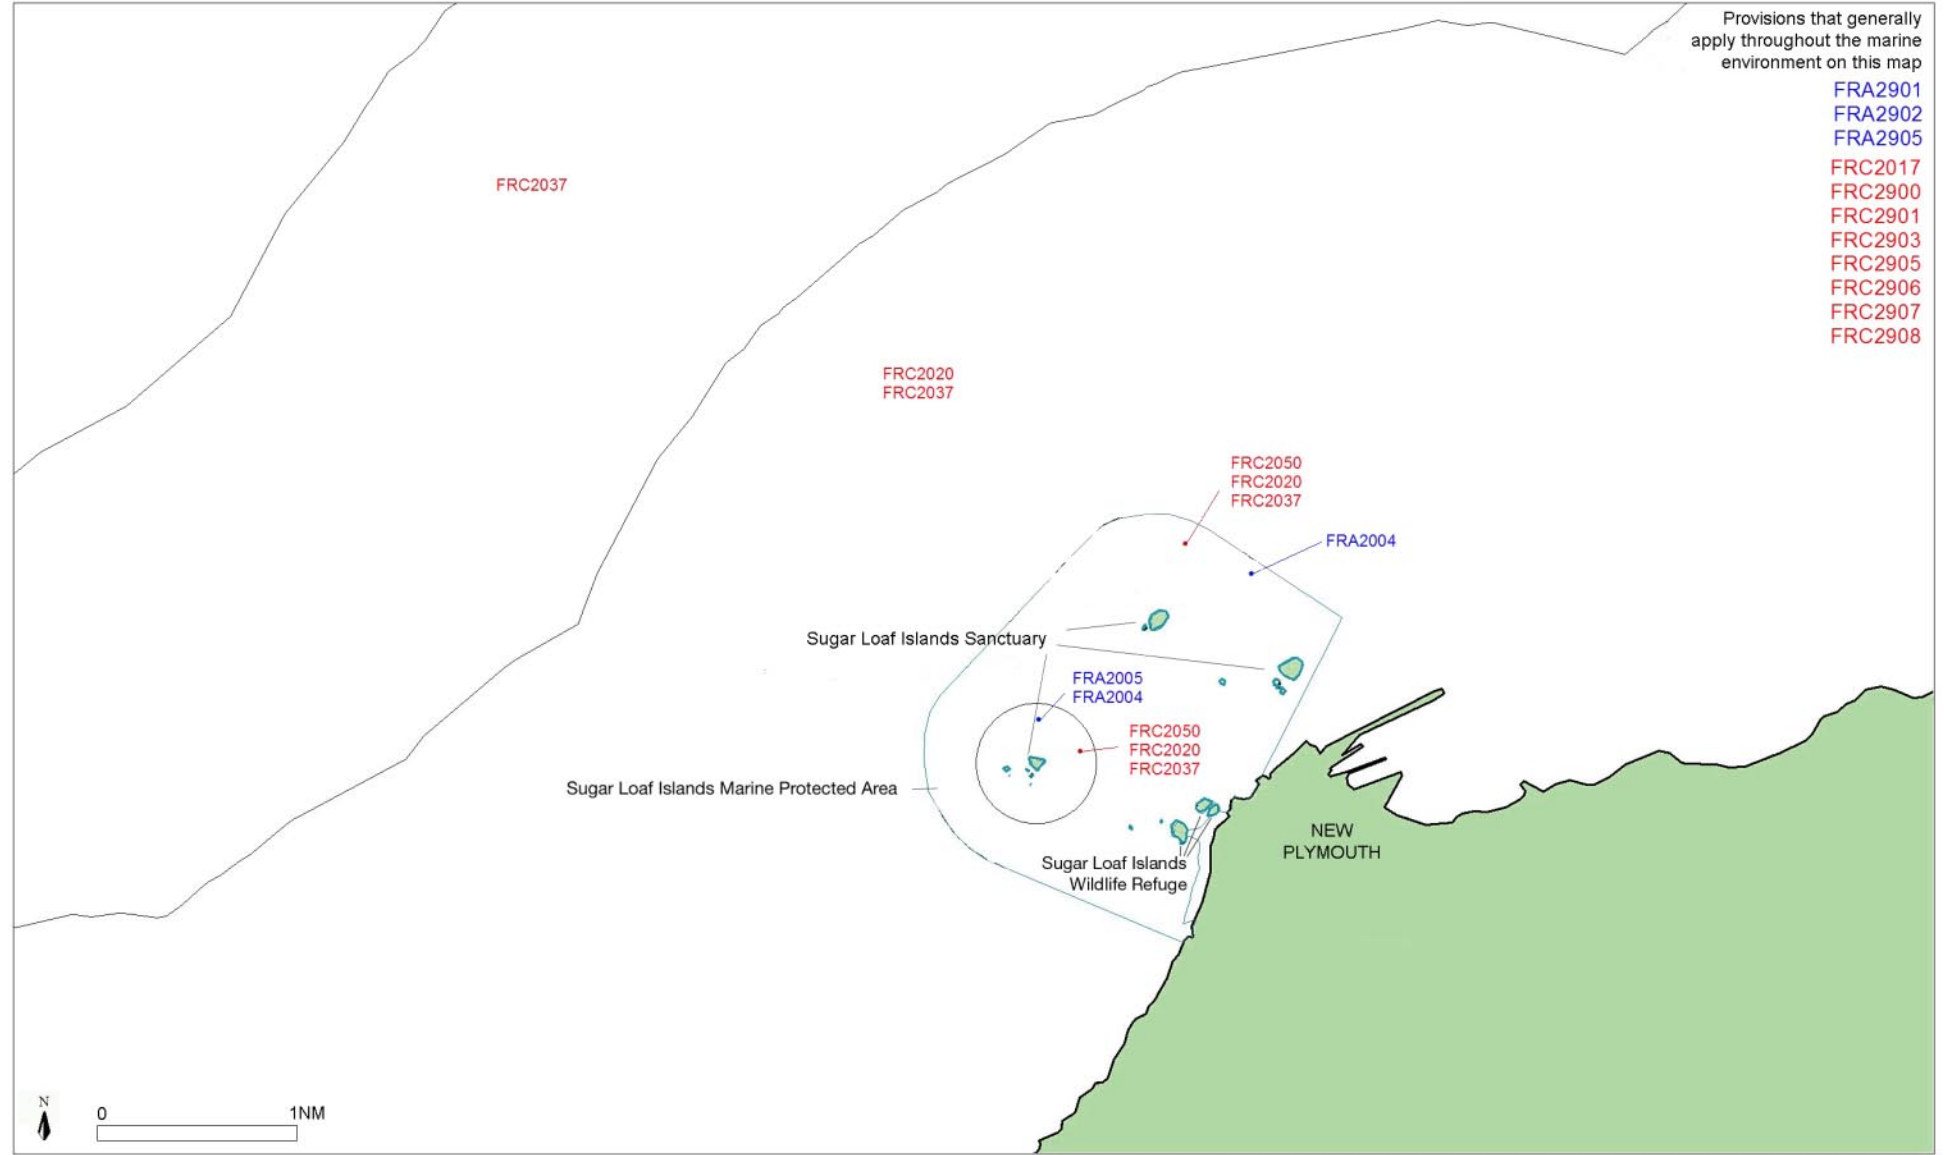 Provisions that generally
apply throughout the marine
environment on this map
FRA2901
FRA2902
FRA2905
FRC2017
FRC2900
FRC2901
FRC2903
FRC2905
FRC2906
FRC2907
FRC2908
FRC2037
FRC2020
FRC2037
FRC2050
FRC2020
FRC2037
FRA2004
Sugar Loaf Islands Sanctuary
FRA2005
FRA2004
FRC2050
FRC2020
FRC2037
Sugar Loaf Islands Marine Protected Area
NEW
PLYMOUTH
Sugar Loaf Islands
Wildlife Refuge
N
0 1NM